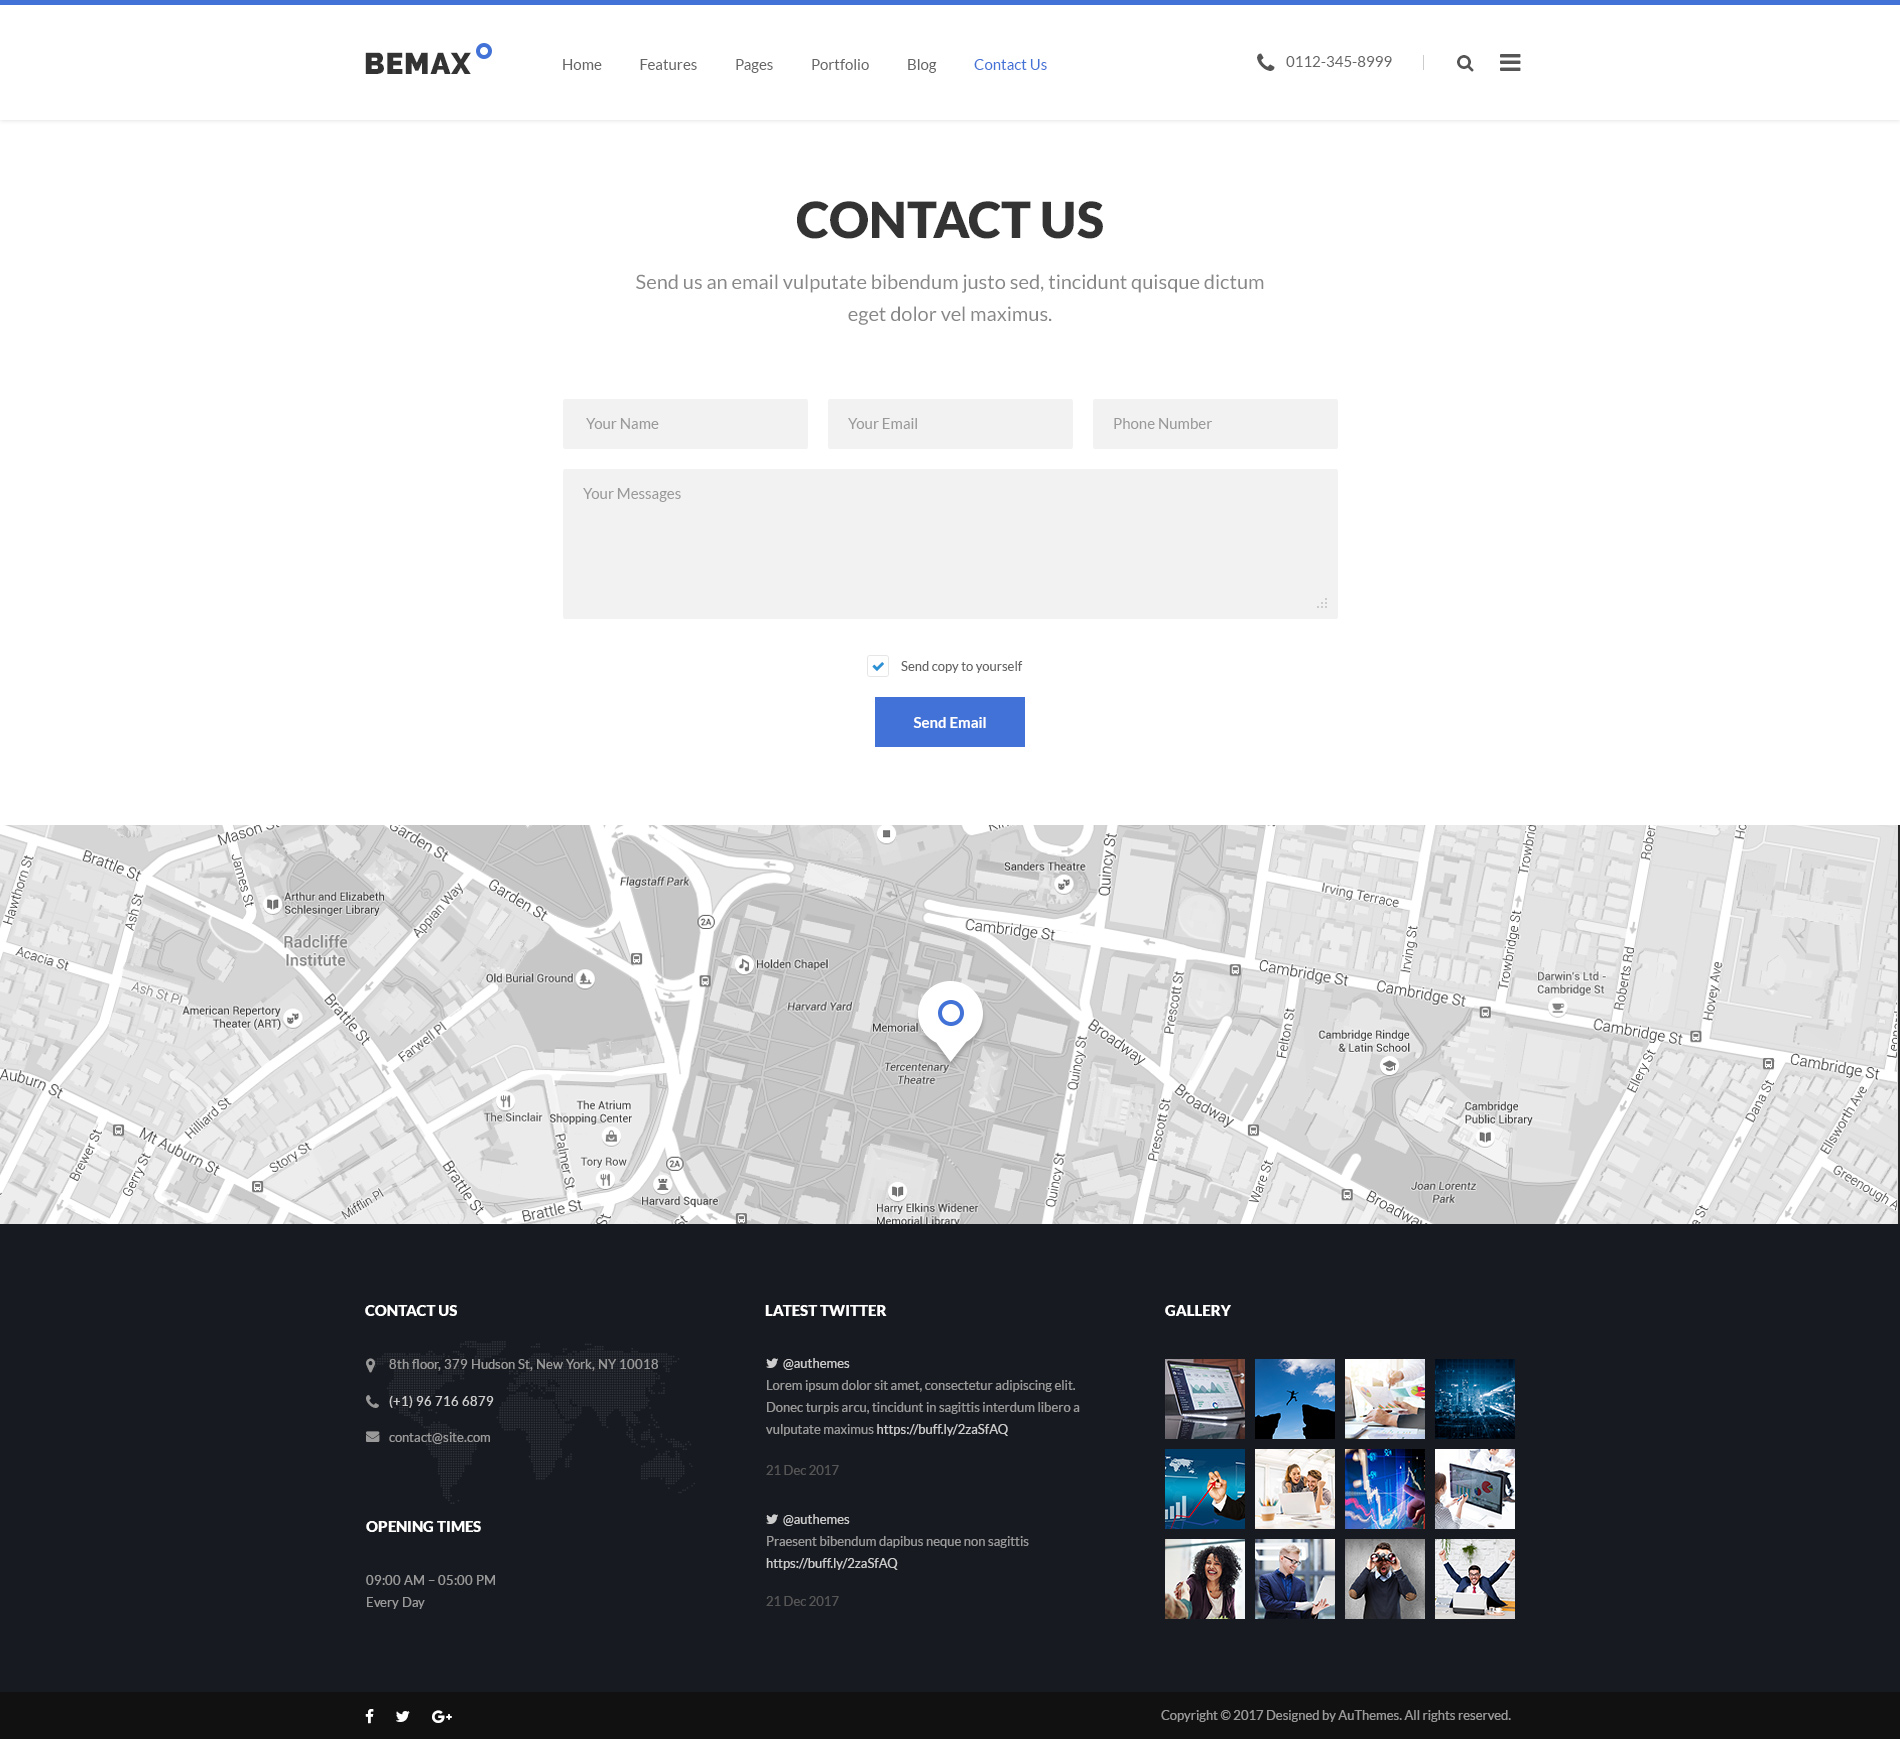 BEMAX
Home
Features
Pages
Portfolio
Blog
Contact Us
0112-345-8999
CONTACT US
Send us an email vulputate bibendum justo sed, tincidunt quisque dictum
eget dolor vel maximus.
Your Name
Your Email
Phone Number
Your Messages
Send copy to yourself
Send Email
Mason St
Garden St
Brattle St
James St
Hawthorn St
Ash St
Arthur and Elizabeth
Schlesinger Library
Appian Way
Garden St
Flagstaff Park
2A
Sanders Theatre
Quincy St
Irving Terrace
Trowbridge St
Irving St
Cambridge St
Radcliffe
Institute
Acacia St
Ash St Pl
Old Burial Ground
Holden Chapel
Harvard Yard
Cambridge St
Cambridge St
Darwin's Ltd -
Cambridge St
Roberts Rd
Hovey Ave
American Repertory
Theater (ART)
Brattle St
Farwell Pl
Memorial
Prescott St
Felton St
Broadway
Cambridge Rindge
& Latin School
Cambridge St
Tercentenary
Theatre
Quincy St
Ellery St
Cambridge St
Auburn St
Hilliard St
The Sinclair
The Atrium
Shopping Center
Broadway
Prescott St
Cambridge
Public Library
Dana St
Ellsworth Ave
Brewer St
Mt Auburn St
Gerry St
Story St
Palmer St
Tory Row
2A
Brattle St
Mifflin Pl
Harvard Square
Brattle St
Quincy St
Harry Elkins Widener
Memorial Library
Ware St
Broadway
Joan Lorentz
Park
Greenough Ave
CONTACT US
8th floor, 379 Hudson St, New York, NY 10018
(+1) 96 716 6879
contact@site.com
OPENING TIMES
09:00 AM – 05:00 PM
Every Day
LATEST TWITTER
@authemes
Lorem ipsum dolor sit amet, consectetur adipiscing elit.
Donec turpis arcu, tincidunt in sagittis interdum libero a
vulputate maximus https://buff.ly/2zaSfAQ
21 Dec 2017
@authemes
Praesent bibendum dapibus neque non sagittis
https://buff.ly/2zaSfAQ
21 Dec 2017
GALLERY
Copyright © 2017 Designed by AuThemes. All rights reserved.